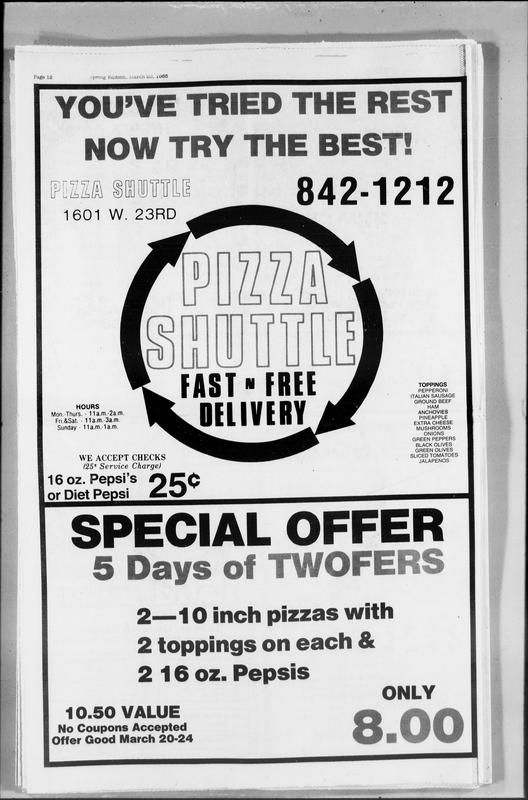 Page 12
Spring Edition, March 20, 1985
YOU'VE TRIED THE REST
NOW TRY THE BEST!
PIZZA SHUTTLE
1601 W. 23RD
842-1212
PIZZA
SHUTTLE
FAST N FREE
DELIVERY
HOURS
Mon.-Thurs. - 11a.m.-2a.m.
Fri.&Sat. - 11a.m.-3a.m.
Sunday - 11a.m.-1a.m.
TOPPINGS
PEPPERONI
ITALIAN SAUSAGE
GROUND BEEF
HAM
ANCHOVIES
PINEAPPLE
EXTRA CHEESE
MUSHROOMS
ONIONS
GREEN PEPPERS
BLACK OLIVES
GREEN OLIVES
SLICED TOMATOES
JALAPENOS
WE ACCEPT CHECKS
(25¢ Service Charge)
16 oz. Pepsi's
or Diet Pepsi
25¢
SPECIAL OFFER
5 Days of TWOFERS
2—10 inch pizzas with
2 toppings on each &
2 16 oz. Pepsis
10.50 VALUE
No Coupons Accepted
Offer Good March 20-24
ONLY
8.00